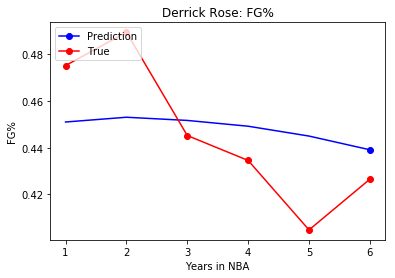 Derrick Rose: FG%
Prediction
True
FG%
0.48
0.46
0.44
0.42
1 2 3 4 5 6
Years in NBA